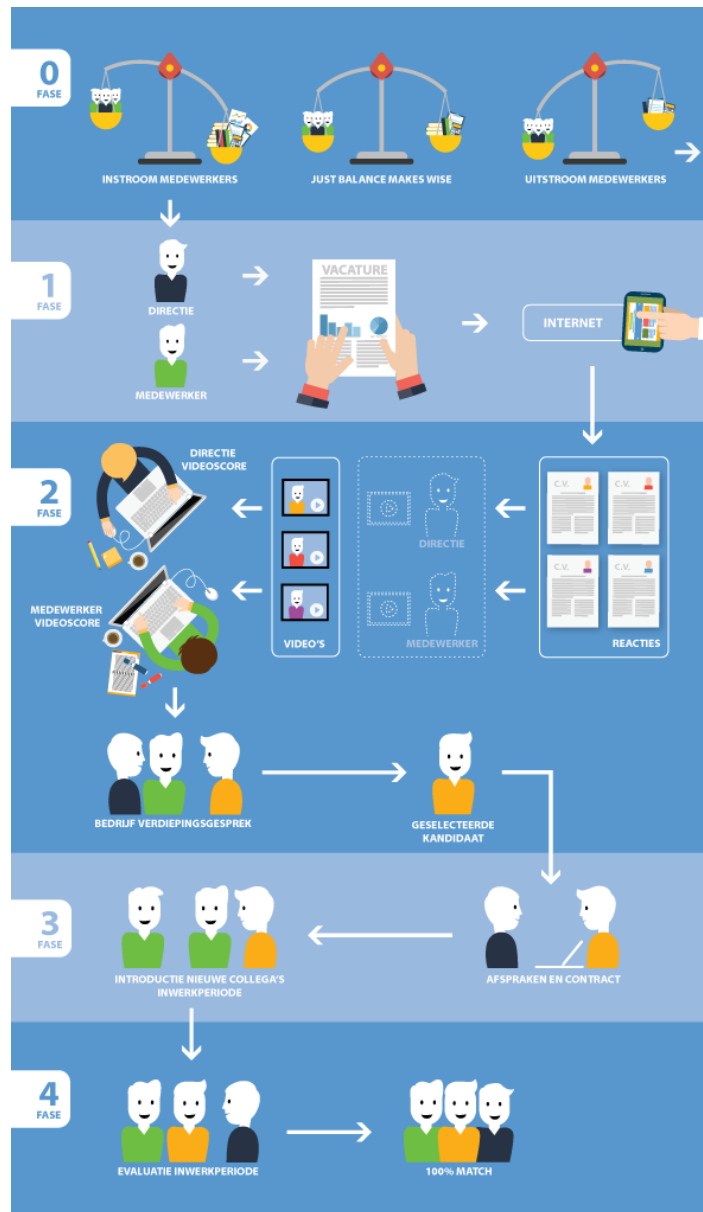 0
FASE
INSTROOM MEDEWERKERS
JUST BALANCE MAKES WISE
UITSTROOM MEDEWERKERS
1
FASE
DIRECTIE
MEDEWERKER
VACATURE
INTERNET
2
FASE
DIRECTIE
VIDEOSCORE
MEDEWERKER
VIDEOSCORE
VIDEO'S
DIRECTIE
MEDEWERKER
C.V.
C.V.
C.V.
C.V.
REACTIES
BEDRIJF VERDIEPINGSGESPREK
GESELECTEERDE
KANDIDAAT
3
FASE
INTRODUCTIE NIEUWE COLLEGA'S
INWERKPERIODE
AFSPRAKEN EN CONTRACT
4
FASE
EVALUATIE INWERKPERIODE
100% MATCH